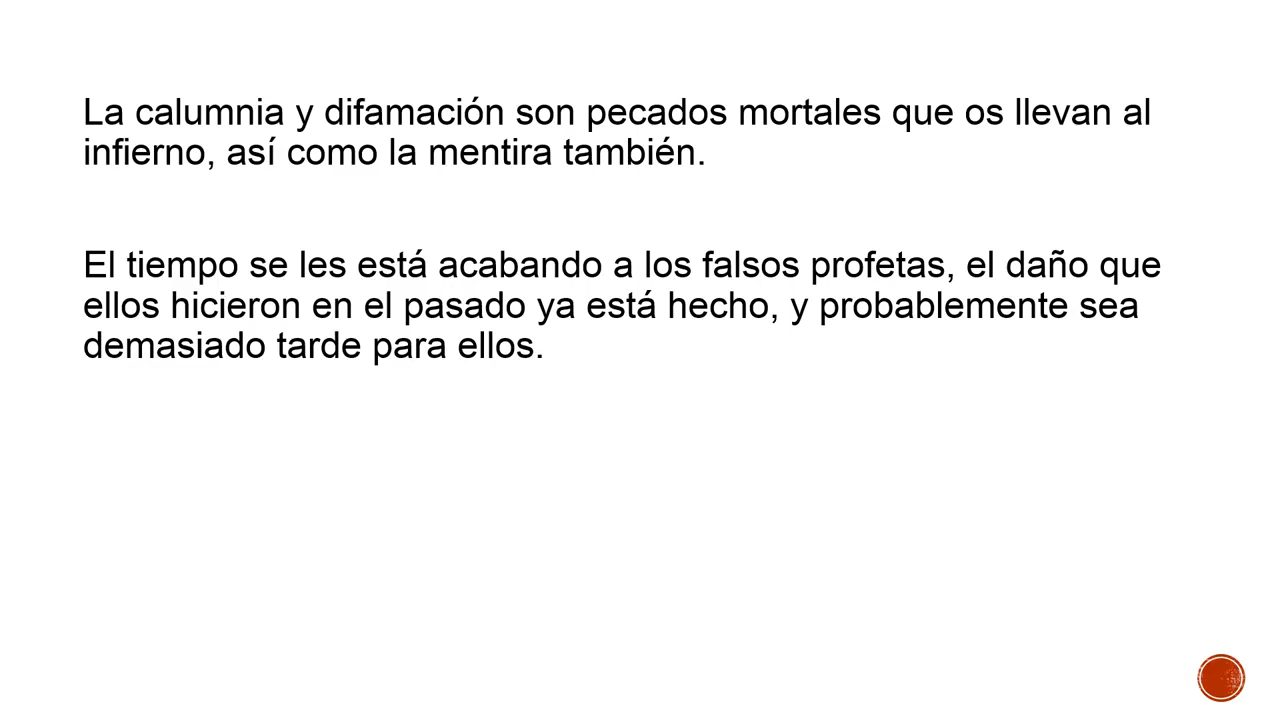 La calumnia y difamación son pecados mortales que os llevan al
infierno, así como la mentira también.
El tiempo se les está acabando a los falsos profetas, el daño que
ellos hicieron en el pasado ya está hecho, y probablemente sea
demasiado tarde para ellos.